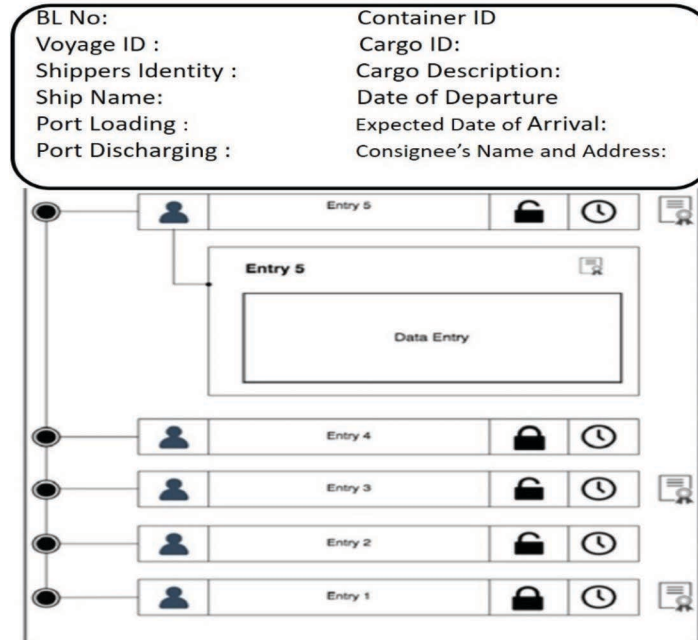 BL No: Container ID
Voyage ID : Cargo ID:
Shippers Identity : Cargo Description:
Ship Name: Date of Departure
Port Loading : Expected Date of Arrival:
Port Discharging : Consignee's Name and Address:
Entry 5
Entry 5
Data Entry
Entry 4
Entry 3
Entry 2
Entry 1